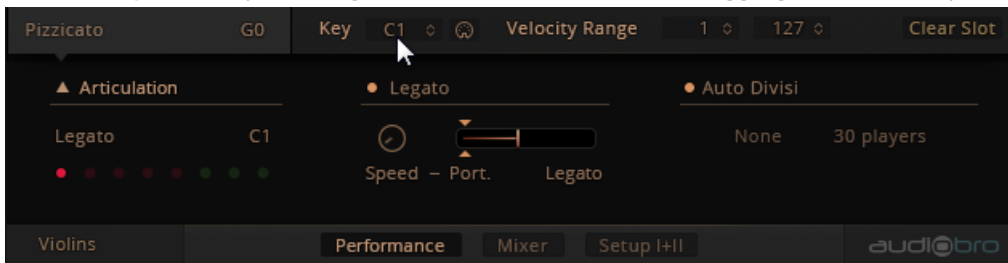 Pizzicato G0 Key C1 Velocity Range 1 127 Clear Slot
Articulation Legato Auto Divisi
Legato C1 None 30 players
Speed – Port. Legato
Violins Performance Mixer Setup I+II audiobro